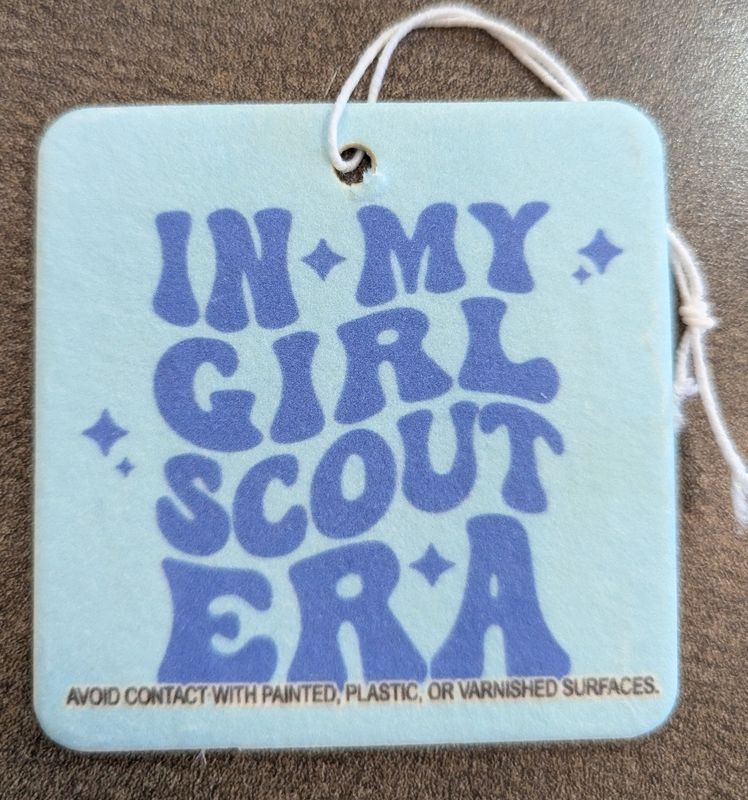 IN MY
GIRL
SCOUT
ERA
AVOID CONTACT WITH PAINTED, PLASTIC, OR VARNISHED SURFACES.